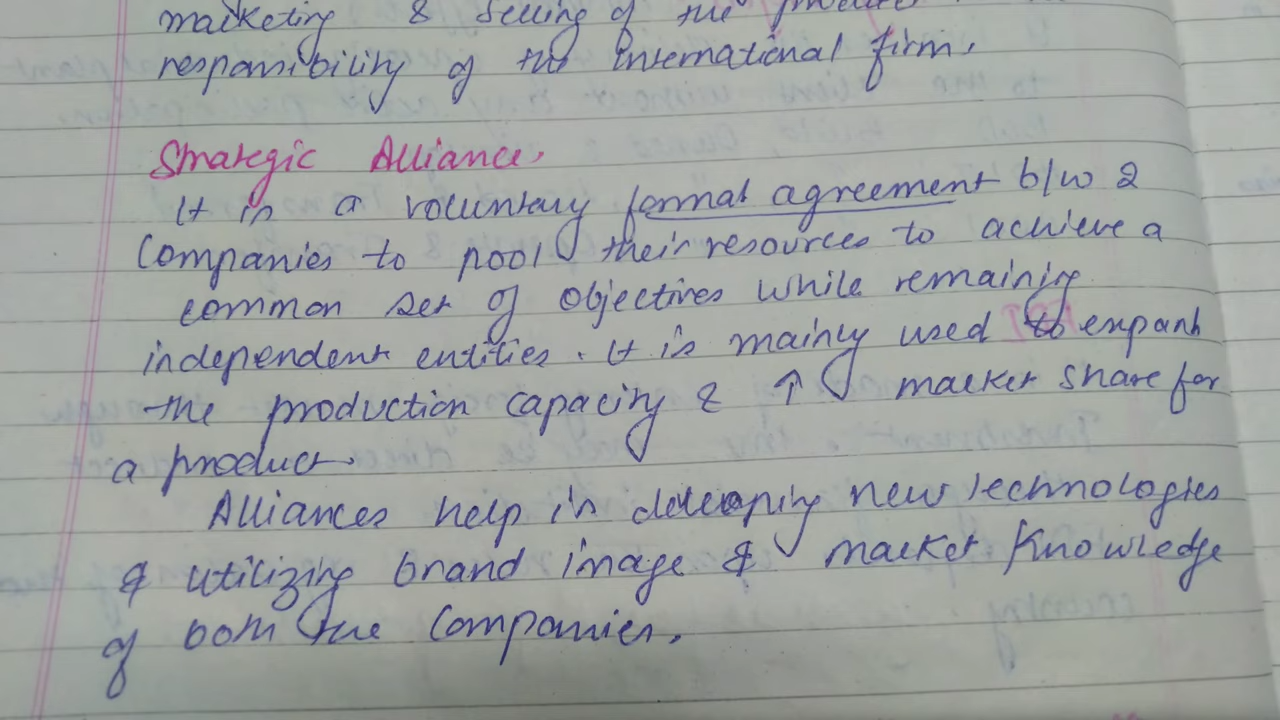 marketing & Selling of the product
responsibility of the international firm.
Strategic Alliance.
It is a voluntary formal agreement b/w 2
Companies to pool their resources to achieve a
common set of objectives while remaining
independent entities. It is mainly used to expand
the production capacity & ↑ market share for
a product.
Alliances help in developing new technologies
& utilizing brand image & market knowledge
of both the Companies.